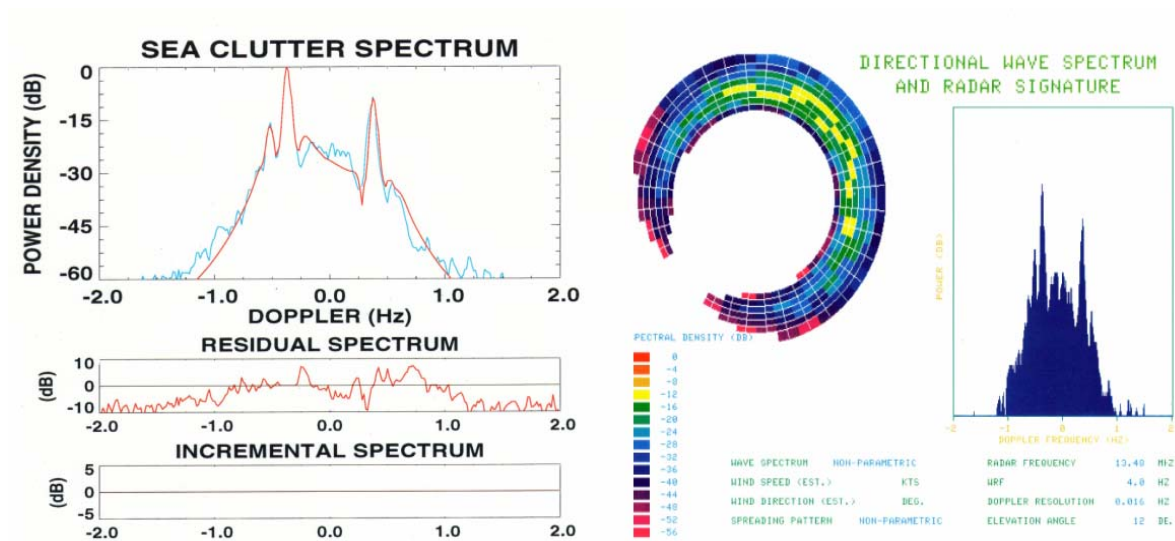 SEA CLUTTER SPECTRUM
POWER DENSITY (dB)
0
-15
-30
-45
-60
-2.0 -1.0 0.0 1.0 2.0
DOPPLER (Hz)
RESIDUAL SPECTRUM
(dB)
10
0
-10
-2.0 -1.0 0.0 1.0 2.0
INCREMENTAL SPECTRUM
(dB)
5
0
-5
-2.0 -1.0 0.0 1.0 2.0
DIRECTIONAL WAVE SPECTRUM
AND RADAR SIGNATURE
POWER (DB)
-2 -1 0 1 2
DOPPLER FREQUENCY (HZ)
PECTRAL DENSITY (DB)
0
-4
-8
-12
-16
-20
-24
-28
-32
-36
-40
-44
-48
-52
-56
WAVE SPECTRUM NON-PARAMETRIC
WIND SPEED (EST.) KTS
WIND DIRECTION (EST.) DEG.
SPREADING PATTERN NON-PARAMETRIC
RADAR FREQUENCY 13.40 MHZ
WRF 4.0 HZ
DOPPLER RESOLUTION 0.016 HZ
ELEVATION ANGLE 12 DE.